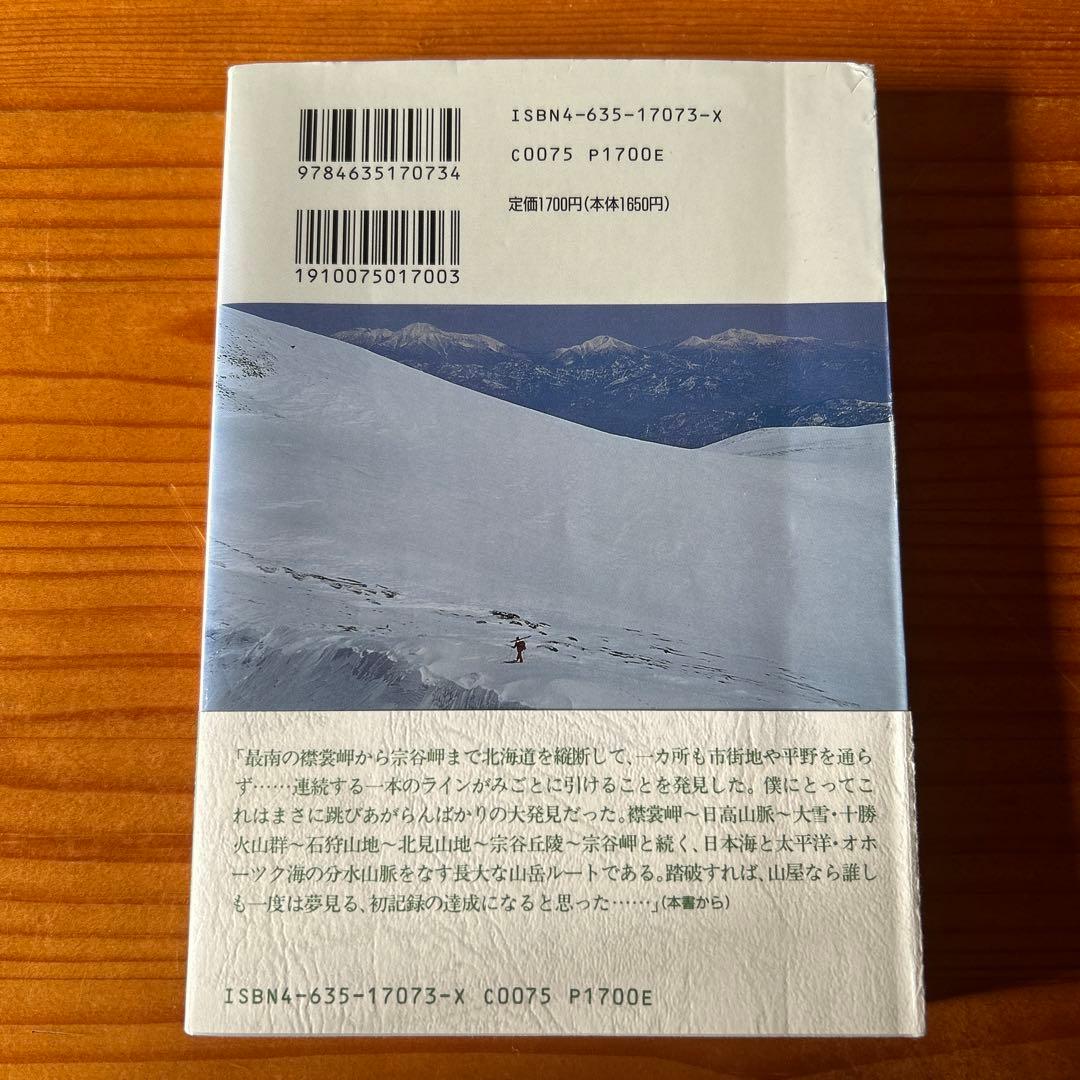 ISBN4-635-17073-X
9784635170734
C0075 P1700E
定価1700円(本体1650円)
1910075017003
「最南の襟裳岬から宗谷岬まで北海道を縦断して、一カ所も市街地や平野を通ら
ず……連続する一本のラインがみごとに引けることを発見した。僕にとってこ
れはまさに跳びあがらんばかりの大発見だった。襟裳岬～日高山脈～大雪・十勝
火山群～石狩山地～北見山地～宗谷丘陵～宗谷岬と続く、日本海と太平洋・オホ
ーツク海の分水山脈をなす長大な山岳ルートである。踏破すれば、山屋なら誰し
も一度は夢見る、初記録の達成になると思った……」(本書から)
ISBN4-635-17073-X C0075 P1700E